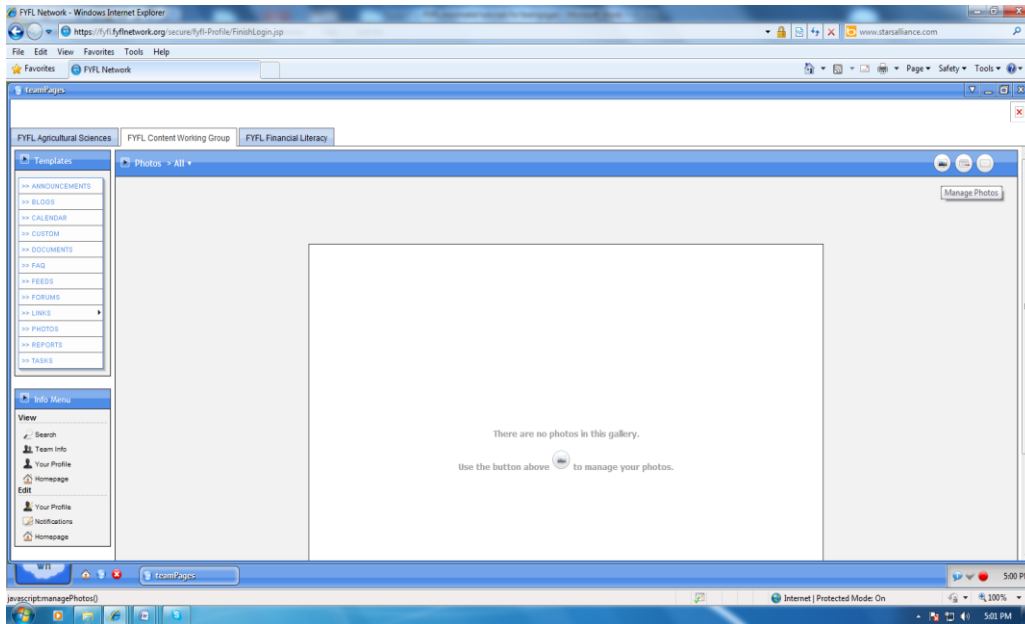 FYFL Network - Windows Internet Explorer
https://fyfl.fyflnetwork.org/secure/fyfl-Profile/FinishLogin.jsp
www.starsalliance.com
File Edit View Favorites Tools Help
Favorites FYFL Network
Page Safety Tools
teamPages
FYFL Agricultural Sciences FYFL Content Working Group FYFL Financial Literacy
Templates
Photos > All
Manage Photos
>> ANNOUNCEMENTS
>> BLOGS
>> CALENDAR
>> CUSTOM
>> DOCUMENTS
>> FAQ
>> FEEDS
>> FORUMS
>> LINKS
>> PHOTOS
>> REPORTS
>> TASKS
Info Menu
View
Search
Team Info
Your Profile
Homepage
Edit
Your Profile
Notifications
Homepage
There are no photos in this gallery.
Use the button above to manage your photos.
teamPages
5:00 P
javascript:managePhotos()
Internet | Protected Mode: On
100%
5:01 PM